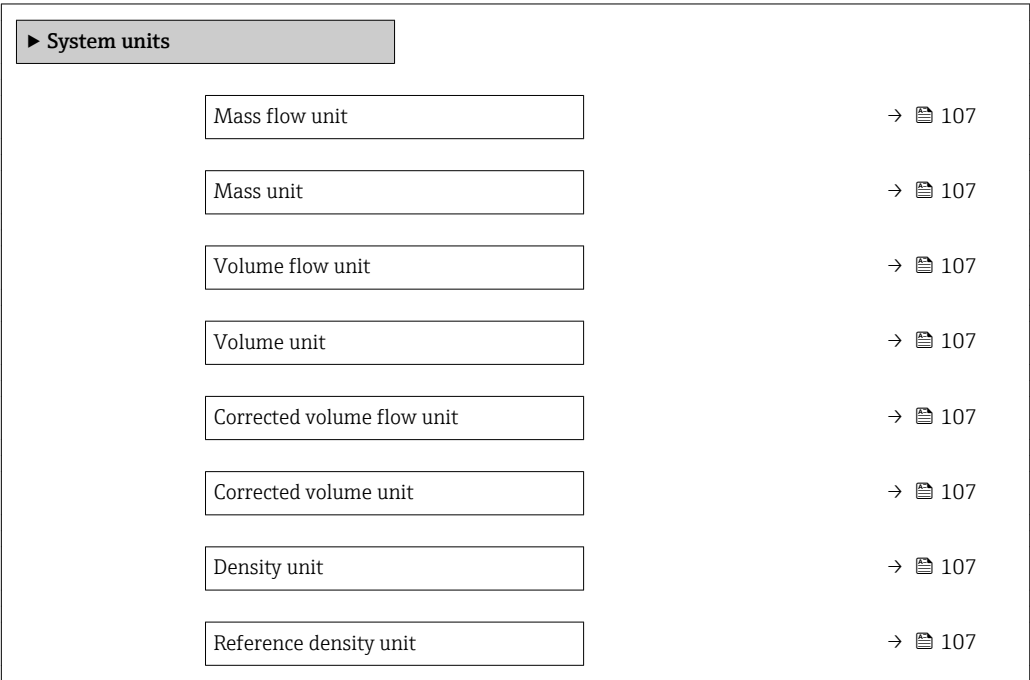 ▶ System units
Mass flow unit → 🖹 107
Mass unit → 🖹 107
Volume flow unit → 🖹 107
Volume unit → 🖹 107
Corrected volume flow unit → 🖹 107
Corrected volume unit → 🖹 107
Density unit → 🖹 107
Reference density unit → 🖹 107